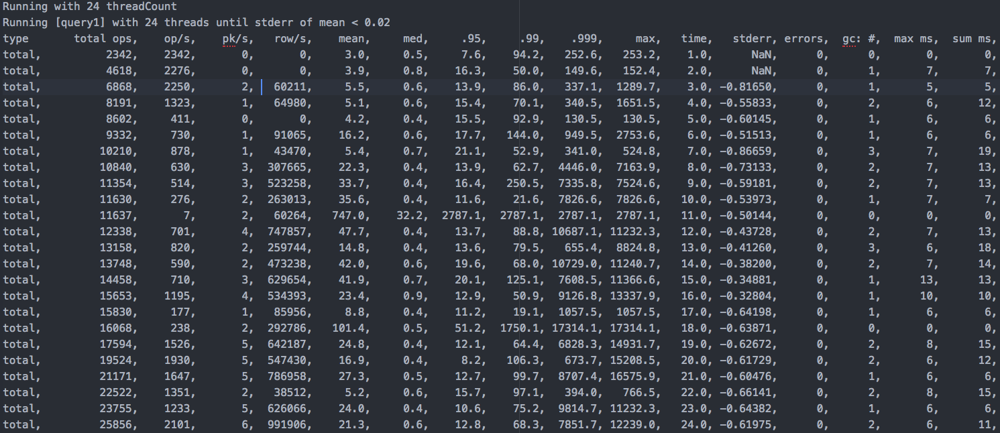 Running with 24 threadCount
Running [query1] with 24 threads until stderr of mean < 0.02
type total ops, op/s, pk/s, row/s, mean, med, .95, .99, .999, max, time, stderr, errors, gc: #, max ms, sum ms,
total, 2342, 2342, 0, 0, 3.0, 0.5, 7.6, 94.2, 252.6, 253.2, 1.0, NaN, 0, 0, 0, 0,
total, 4618, 2276, 0, 0, 3.9, 0.8, 16.3, 50.0, 149.6, 152.4, 2.0, NaN, 0, 1, 7, 7,
total, 6868, 2250, 2, 60211, 5.5, 0.6, 13.9, 86.0, 337.1, 1289.7, 3.0, -0.81650, 0, 1, 5, 5,
total, 8191, 1323, 1, 64980, 5.1, 0.6, 15.4, 70.1, 340.5, 1651.5, 4.0, -0.55833, 0, 2, 6, 12,
total, 8602, 411, 0, 0, 4.2, 0.4, 15.5, 92.9, 130.5, 130.5, 5.0, -0.60145, 0, 1, 6, 6,
total, 9332, 730, 1, 91065, 16.2, 0.6, 17.7, 144.0, 949.5, 2753.6, 6.0, -0.51513, 0, 1, 6, 6,
total, 10210, 878, 1, 43470, 5.4, 0.7, 21.1, 52.9, 341.0, 524.8, 7.0, -0.86659, 0, 3, 7, 19,
total, 10840, 630, 3, 307665, 22.3, 0.4, 13.9, 62.7, 4446.0, 7163.9, 8.0, -0.73133, 0, 2, 7, 13,
total, 11354, 514, 3, 523258, 33.7, 0.4, 16.4, 250.5, 7335.8, 7524.6, 9.0, -0.59181, 0, 2, 7, 13,
total, 11630, 276, 2, 263013, 35.6, 0.4, 11.6, 21.6, 7826.6, 7826.6, 10.0, -0.53973, 0, 1, 7, 7,
total, 11637, 7, 2, 60264, 747.0, 32.2, 2787.1, 2787.1, 2787.1, 2787.1, 11.0, -0.50144, 0, 0, 0, 0,
total, 12338, 701, 4, 747857, 47.7, 0.4, 13.7, 88.8, 10687.1, 11232.3, 12.0, -0.43728, 0, 2, 7, 13,
total, 13158, 820, 2, 259744, 14.8, 0.4, 13.6, 79.5, 655.4, 8824.8, 13.0, -0.41260, 0, 3, 6, 18,
total, 13748, 590, 2, 473238, 42.0, 0.6, 19.6, 68.0, 10729.0, 11240.7, 14.0, -0.38200, 0, 2, 7, 14,
total, 14458, 710, 3, 629654, 41.9, 0.7, 20.1, 125.1, 7608.5, 11366.6, 15.0, -0.34881, 0, 1, 13, 13,
total, 15653, 1195, 4, 534393, 23.4, 0.9, 12.9, 50.9, 9126.8, 13337.9, 16.0, -0.32804, 0, 1, 10, 10,
total, 15830, 177, 1, 85956, 8.8, 0.4, 11.2, 19.1, 1057.5, 1057.5, 17.0, -0.64198, 0, 1, 6, 6,
total, 16068, 238, 2, 292786, 101.4, 0.5, 51.2, 1750.1, 17314.1, 17314.1, 18.0, -0.63871, 0, 0, 0, 0,
total, 17594, 1526, 5, 642187, 24.8, 0.4, 12.1, 64.4, 6828.3, 14931.7, 19.0, -0.62672, 0, 2, 8, 15,
total, 19524, 1930, 5, 547430, 16.9, 0.4, 8.2, 106.3, 673.7, 15208.5, 20.0, -0.61729, 0, 2, 6, 12,
total, 21171, 1647, 5, 786958, 27.3, 0.5, 12.7, 99.7, 8707.4, 16575.9, 21.0, -0.60476, 0, 1, 6, 6,
total, 22522, 1351, 2, 38512, 5.2, 0.6, 15.7, 97.1, 394.0, 766.5, 22.0, -0.66141, 0, 2, 8, 15,
total, 23755, 1233, 5, 626066, 24.0, 0.4, 10.6, 75.2, 9814.7, 11232.3, 23.0, -0.64382, 0, 1, 6, 6,
total, 25856, 2101, 6, 991906, 21.3, 0.6, 12.8, 68.3, 7851.7, 12239.0, 24.0, -0.61975, 0, 2, 6, 11,